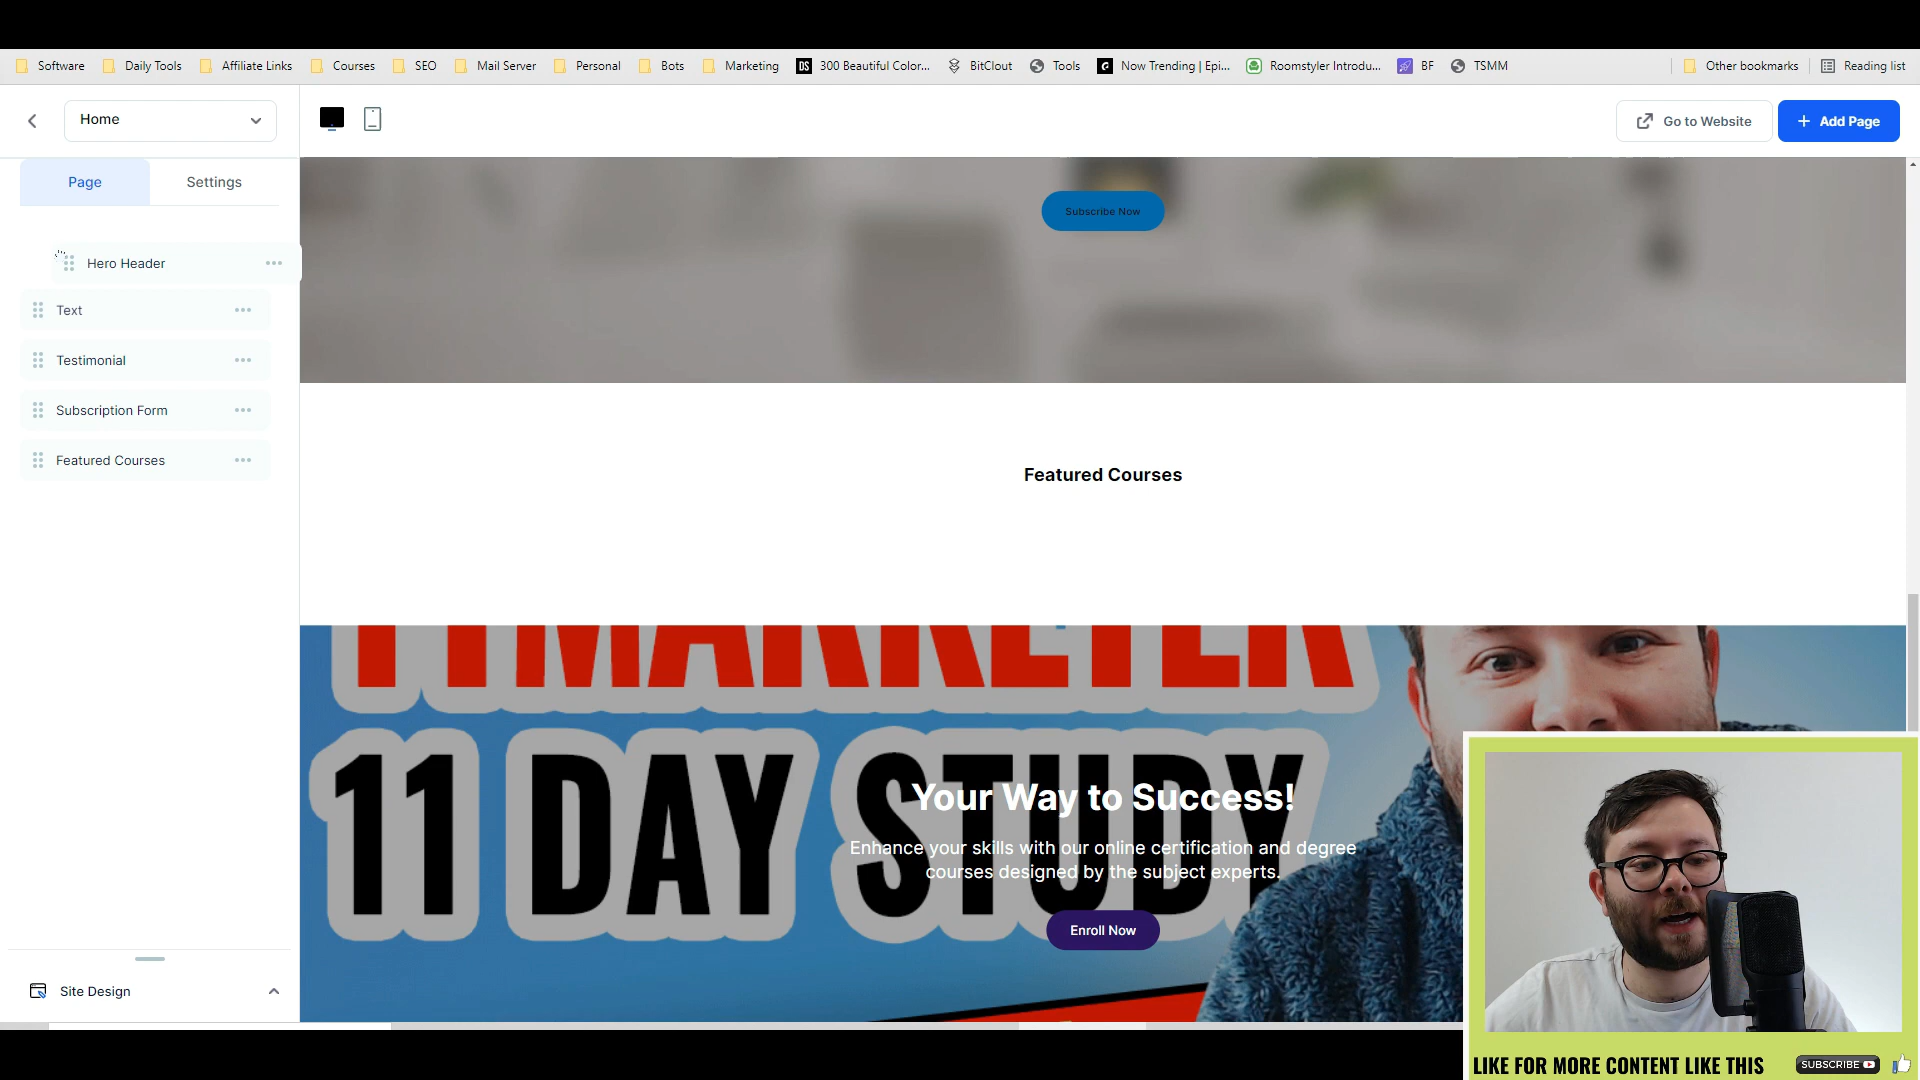 Software
Daily Tools
Affiliate Links
Courses
SEO
Mail Server
Personal
Bots
Marketing
DS
300 Beautiful Color...
BitClout
Tools
Now Trending | Epi...
Roomstyler Introdu...
BF
TSMM
Other bookmarks
Reading list
Home
Go to Website
+ Add Page
Page
Settings
Subscribe Now
Hero Header
Text
Testimonial
Subscription Form
Featured Courses
Featured Courses
11 DAY STUDY
Your Way to Success!
Enhance your skills with our online certification and degree
courses designed by the subject experts.
Enroll Now
Site Design
LIKE FOR MORE CONTENT LIKE THIS
SUBSCRIBE